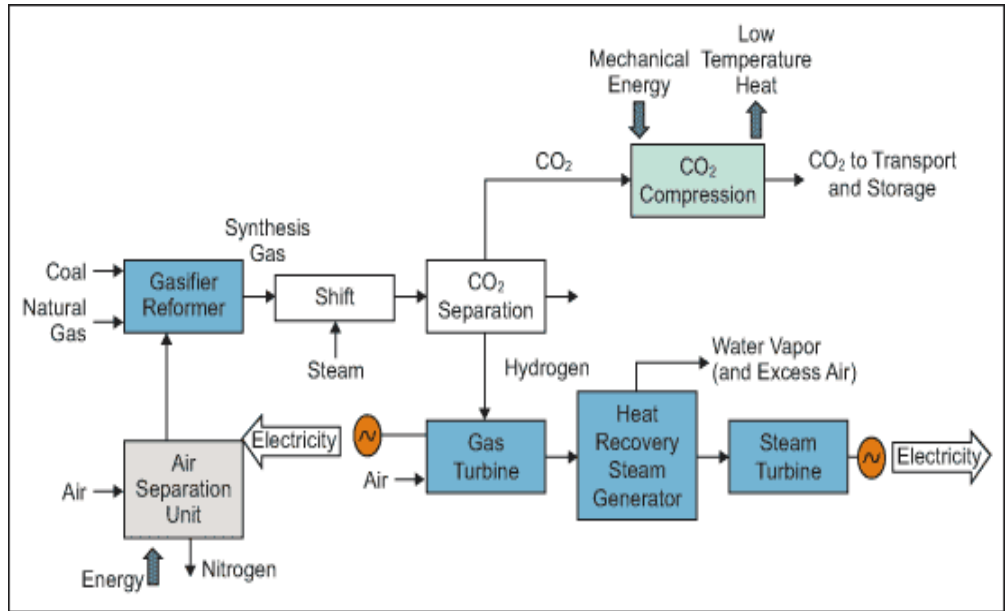 Mechanical
Energy
Low
Temperature
Heat
CO₂
CO₂
Compression
CO₂ to Transport
and Storage
Synthesis
Gas
Coal
Natural
Gas
Gasifier
Reformer
Shift
CO₂
Separation
Steam
Hydrogen
Water Vapor
(and Excess Air)
Electricity
~
Gas
Turbine
Heat
Recovery
Steam
Generator
Steam
Turbine
~
Electricity
Air
Air
Air
Separation
Unit
Energy
Nitrogen